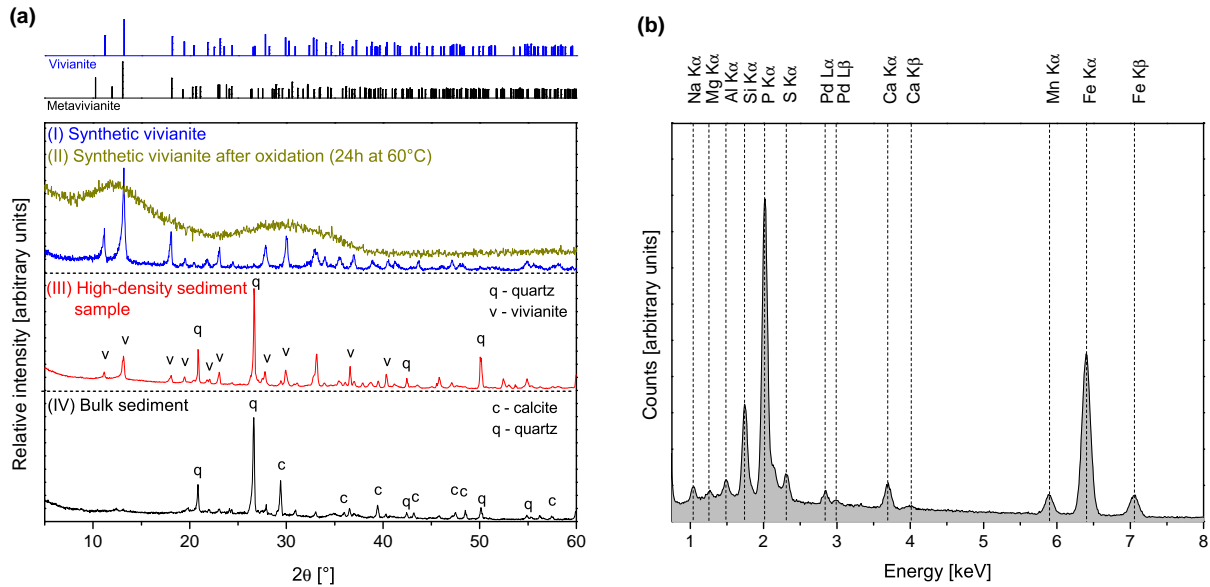 (a)
Vivianite
Metavivianite
(I) Synthetic vivianite
(II) Synthetic vivianite after oxidation (24h at 60°C)
(III) High-density sediment
sample
q - quartz
v - vivianite
v
v
q
v
v
v
v
q
v
v
v
v
q
q
(IV) Bulk sediment
c - calcite
q - quartz
q
q
c
c
c
q
c
c
c
q
q
c
10
20
30
40
50
60
2θ [°]
Relative intensity [arbitrary units]
(b)
Na Kα
Mg Kα
Al Kα
Si Kα
P Kα
S Kα
Pd Lα
Pd Lβ
Ca Kα
Ca Kβ
Mn Kα
Fe Kα
Fe Kβ
Counts [arbitrary units]
1
2
3
4
5
6
7
8
Energy [keV]